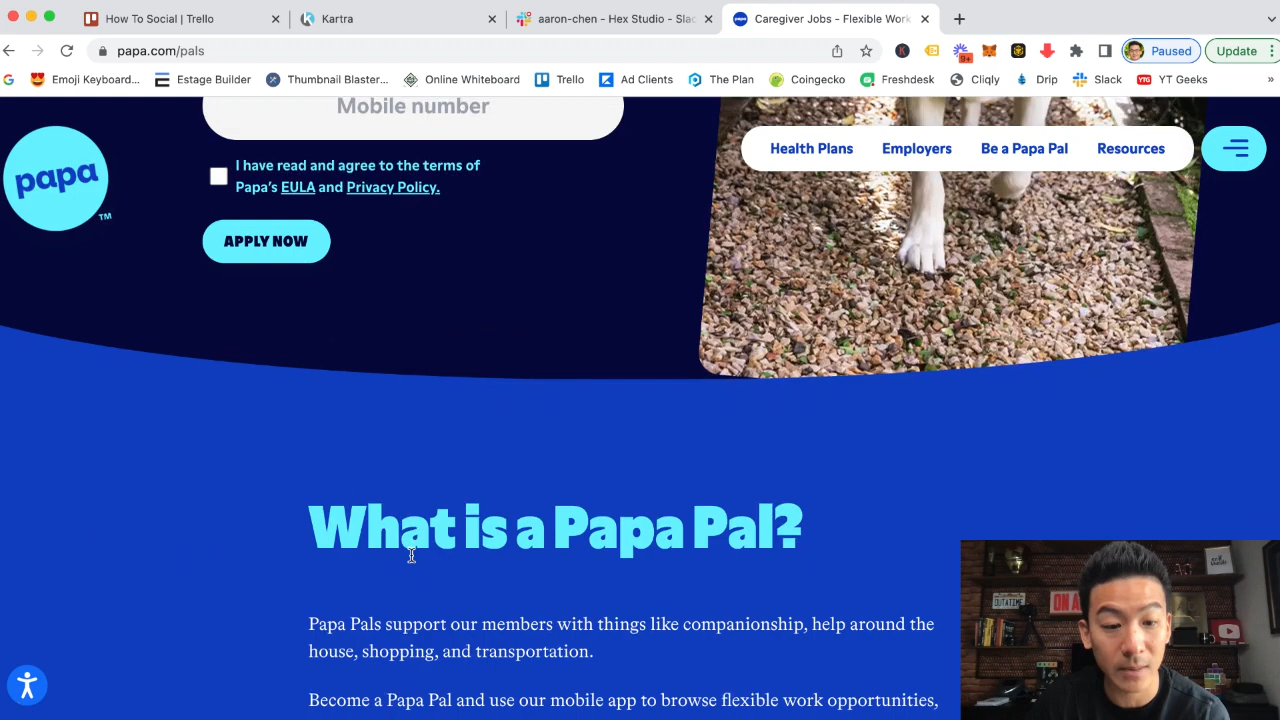 How To Social | Trello
Kartra
aaron-chen - Hex Studio - Slac
Caregiver Jobs - Flexible Work
papa.com/pals
9+
Paused
Update
Emoji Keyboard...
Estage Builder
Thumbnail Blaster...
Online Whiteboard
Trello
Ad Clients
The Plan
Coingecko
Freshdesk
Cliqly
Drip
Slack
YTG
YT Geeks
»
Mobile number
papa
TM
Health Plans
Employers
Be a Papa Pal
Resources
I have read and agree to the terms of
Papa's EULA and Privacy Policy.
APPLY NOW
What is a Papa Pal?
Papa Pals support our members with things like companionship, help around the
house, shopping, and transportation.
Become a Papa Pal and use our mobile app to browse flexible work opportunities,
OUTATIME
ON A